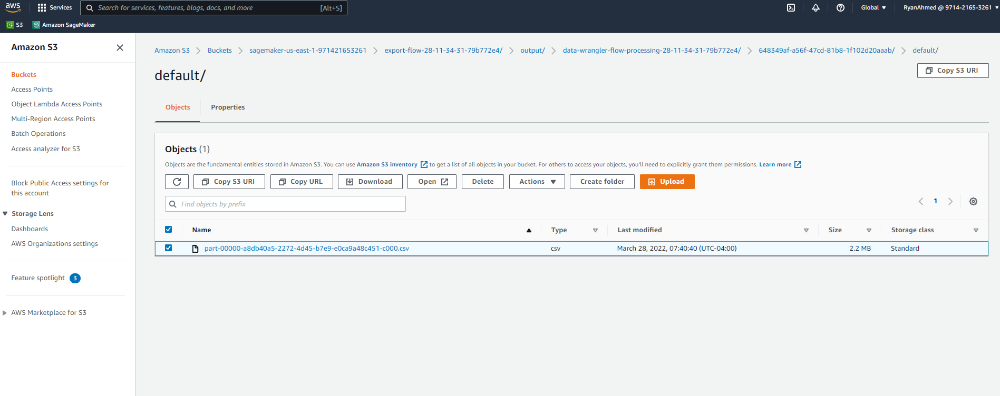 aws Services Search for services, features, blogs, docs, and more [Alt+S] Global RyanAhmed @ 9714-2165-3261
S3 Amazon SageMaker
Amazon S3
Buckets
Access Points
Object Lambda Access Points
Multi-Region Access Points
Batch Operations
Access analyzer for S3
Block Public Access settings for
this account
Storage Lens
Dashboards
AWS Organizations settings
Feature spotlight 3
AWS Marketplace for S3
Amazon S3 Buckets sagemaker-us-east-1-971421653261 export-flow-28-11-34-31-79b772e4/ output/ data-wrangler-flow-processing-28-11-34-31-79b772e4/ 648349af-a56f-47cd-81b8-1f102d20aaab/ default/
default/
Copy S3 URI
Objects Properties
Objects (1)
Objects are the fundamental entities stored in Amazon S3. You can use Amazon S3 inventory to get a list of all objects in your bucket. For others to access your objects, you'll need to explicitly grant them permissions. Learn more
Copy S3 URI Copy URL Download Open Delete Actions Create folder Upload
Find objects by prefix
1
Name Type Last modified Size Storage class
part-00000-a8db40a5-2272-4d45-b7e9-e0ca9a48c451-c000.csv csv March 28, 2022, 07:40:40 (UTC-04:00) 2.2 MB Standard